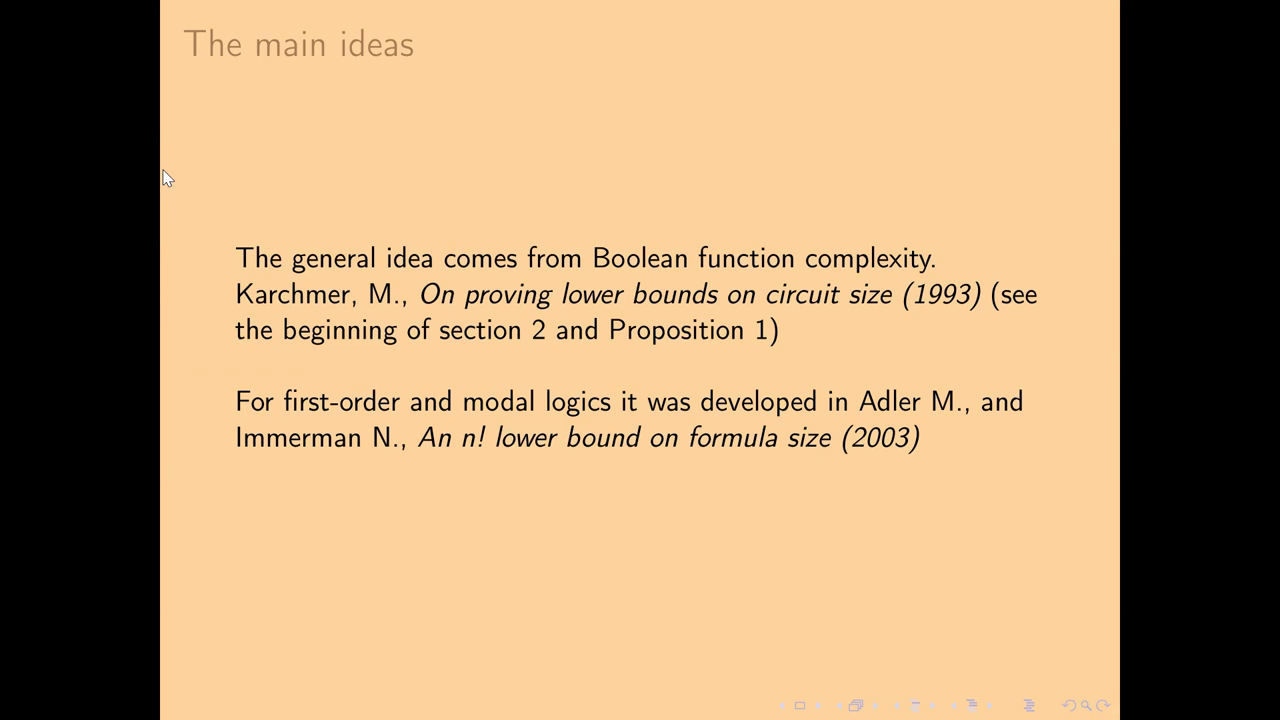 The main ideas
The general idea comes from Boolean function complexity.
Karchmer, M., On proving lower bounds on circuit size (1993) (see
the beginning of section 2 and Proposition 1)
For first-order and modal logics it was developed in Adler M., and
Immerman N., An n! lower bound on formula size (2003)